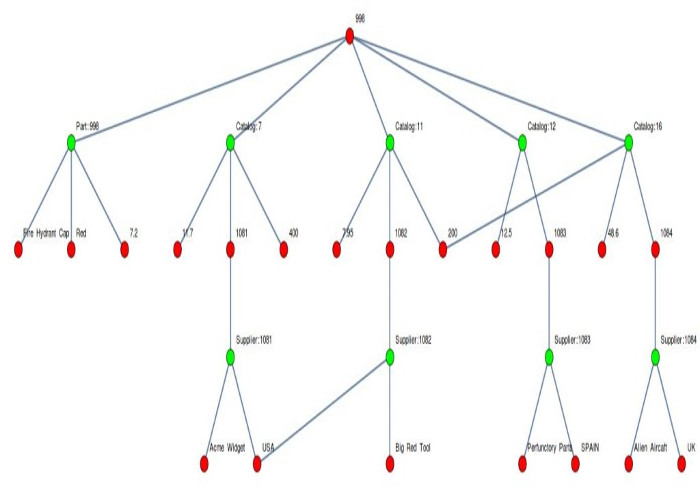 998
Part:998
Catalog:7
Catalog:11
Catalog:12
Catalog:16
Fire Hydrant Cap
Red
7.2
11.7
1081
400
7.95
1082
200
12.5
1083
48.6
1084
Supplier:1081
Supplier:1082
Supplier:1083
Supplier:1084
Acme Widget
USA
Big Red Tool
Perfunctory Parts
SPAIN
Alien Aircaft
UK